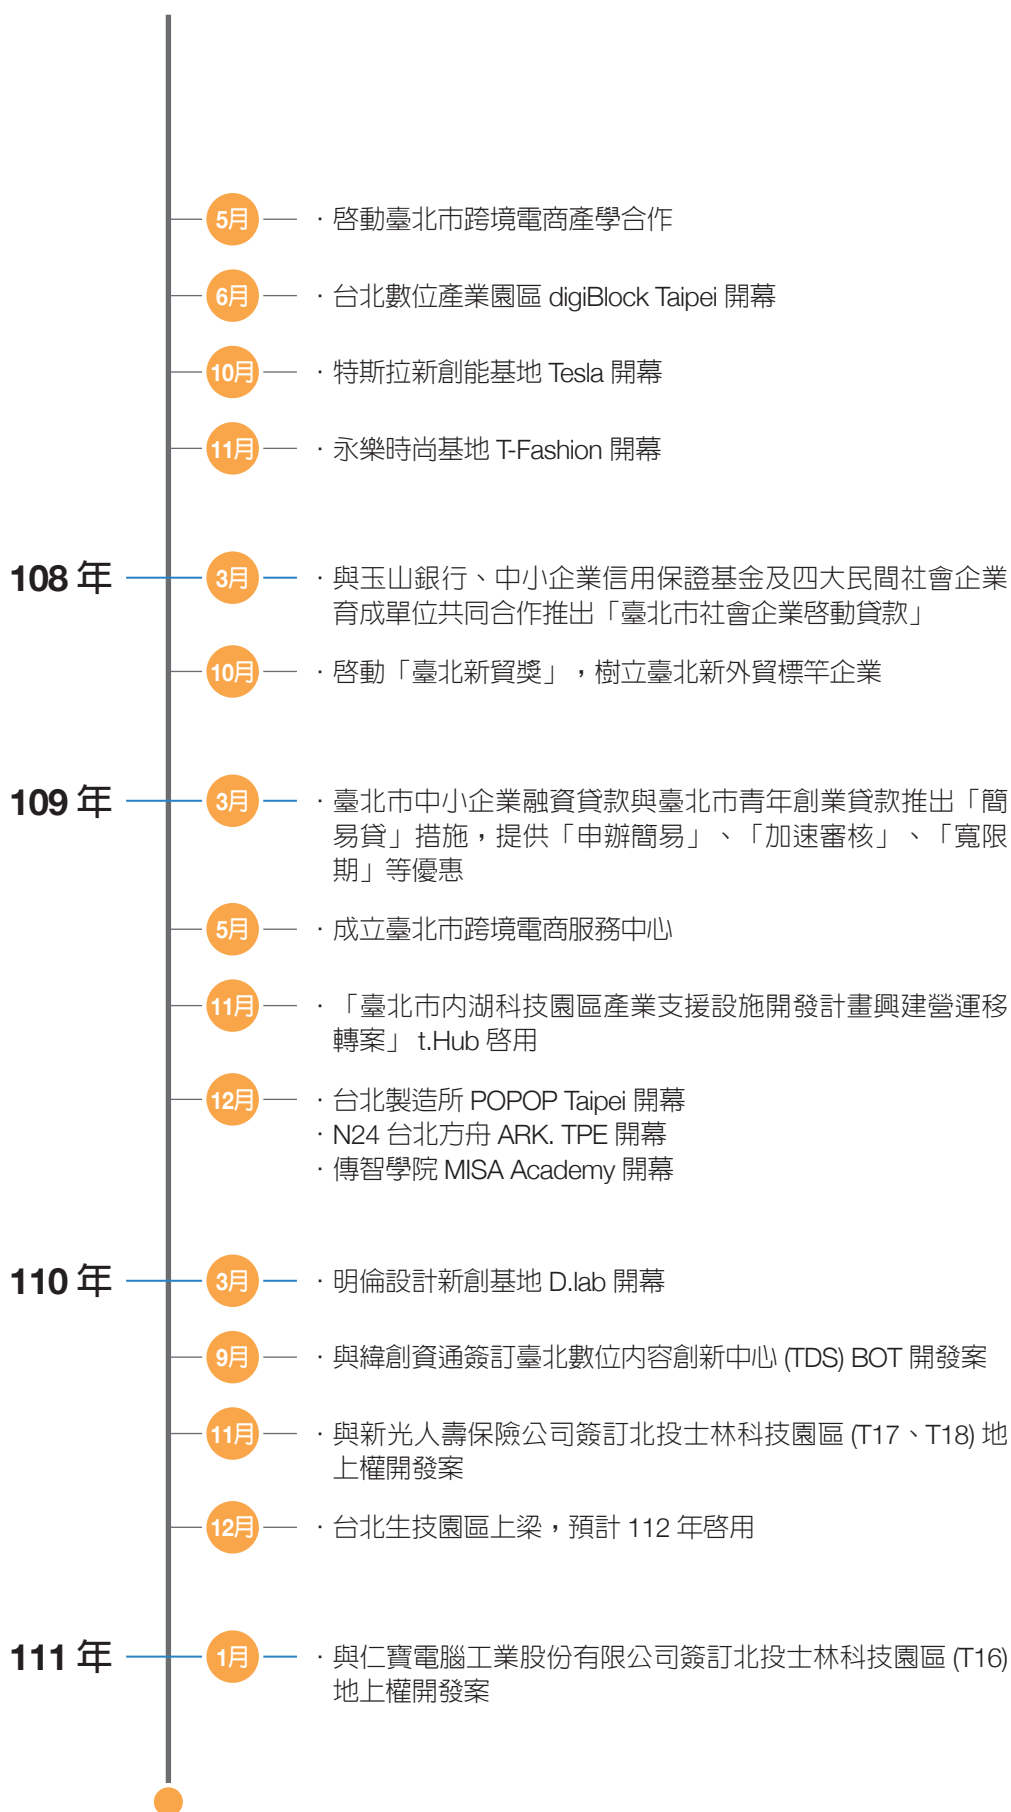 5月
·啓動臺北市跨境電商產學合作
6月
·台北數位產業園區 digiBlock Taipei 開幕
10月
·特斯拉新創能基地 Tesla 開幕
11月
·永樂時尚基地 T-Fashion 開幕
108 年
3月
·與玉山銀行、中小企業信用保證基金及四大民間社會企業
育成單位共同合作推出「臺北市社會企業啓動貸款」
10月
·啓動「臺北新貿獎」，樹立臺北新外貿標竿企業
109 年
3月
·臺北市中小企業融資貸款與臺北市青年創業貸款推出「簡
易貸」措施，提供「申辦簡易」、「加速審核」、「寬限
期」等優惠
5月
·成立臺北市跨境電商服務中心
11月
·「臺北市内湖科技園區產業支援設施開發計畫興建營運移
轉案」 t.Hub 啓用
12月
·台北製造所 POPOP Taipei 開幕
·N24 台北方舟 ARK. TPE 開幕
·傳智學院 MISA Academy 開幕
110 年
3月
·明倫設計新創基地 D.lab 開幕
9月
·與緯創資通簽訂臺北數位内容創新中心 (TDS) BOT 開發案
11月
·與新光人壽保險公司簽訂北投士林科技園區 (T17、T18) 地
上權開發案
12月
·台北生技園區上梁，預計 112 年啓用
111 年
1月
·與仁寶電腦工業股份有限公司簽訂北投士林科技園區 (T16)
地上權開發案